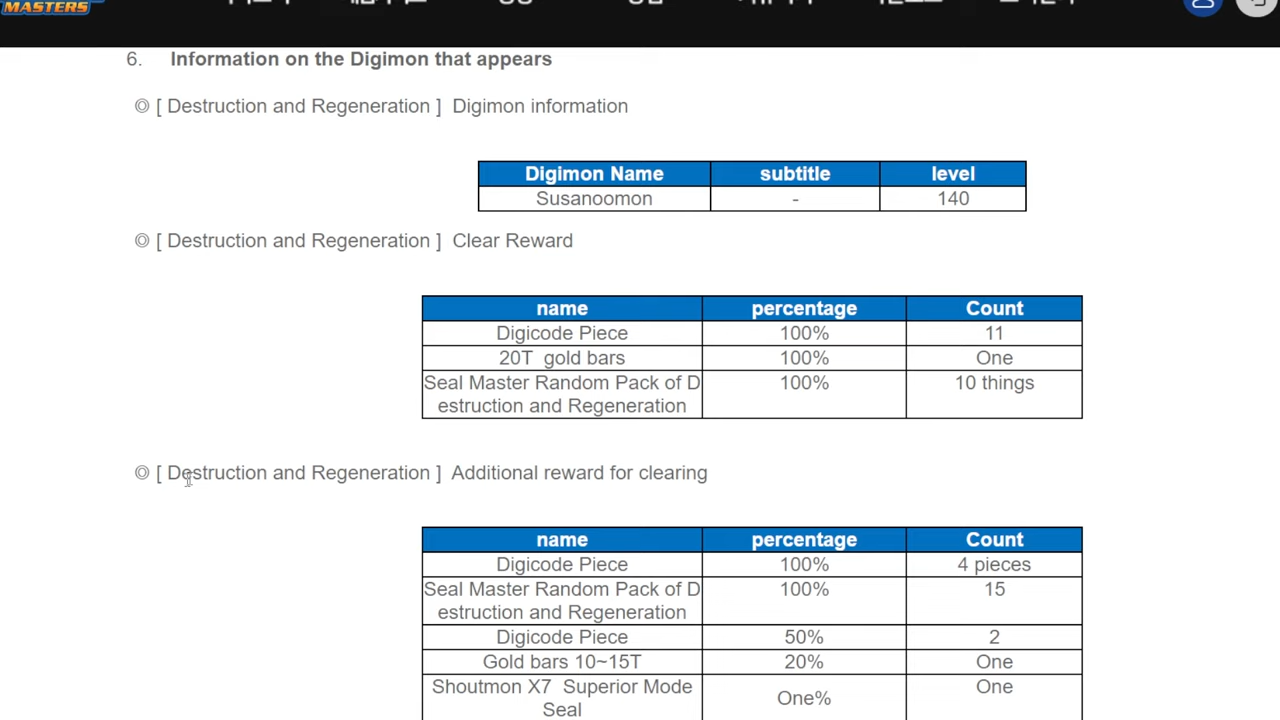 MASTERS
6. Information on the Digimon that appears
◎ [ Destruction and Regeneration ] Digimon information
Digimon Name subtitle level
Susanoomon - 140
◎ [ Destruction and Regeneration ] Clear Reward
name percentage Count
Digicode Piece 100% 11
20T gold bars 100% One
Seal Master Random Pack of D 100% 10 things
estruction and Regeneration
◎ [ Destruction and Regeneration ] Additional reward for clearing
name percentage Count
Digicode Piece 100% 4 pieces
Seal Master Random Pack of D 100% 15
estruction and Regeneration
Digicode Piece 50% 2
Gold bars 10~15T 20% One
Shoutmon X7 Superior Mode One
One%
Seal